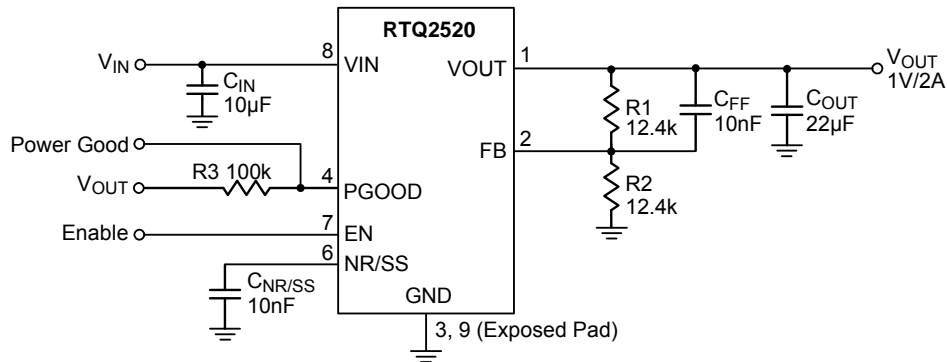 RTQ2520
VIN
8
VIN
CIN
10µF
Power Good
R3 100k
VOUT
4
PGOOD
Enable
7
EN
6
NR/SS
CNR/SS
10nF
GND
3, 9 (Exposed Pad)
VOUT
1
FB
2
R1
12.4k
CFF
10nF
COUT
22µF
R2
12.4k
VOUT
1V/2A